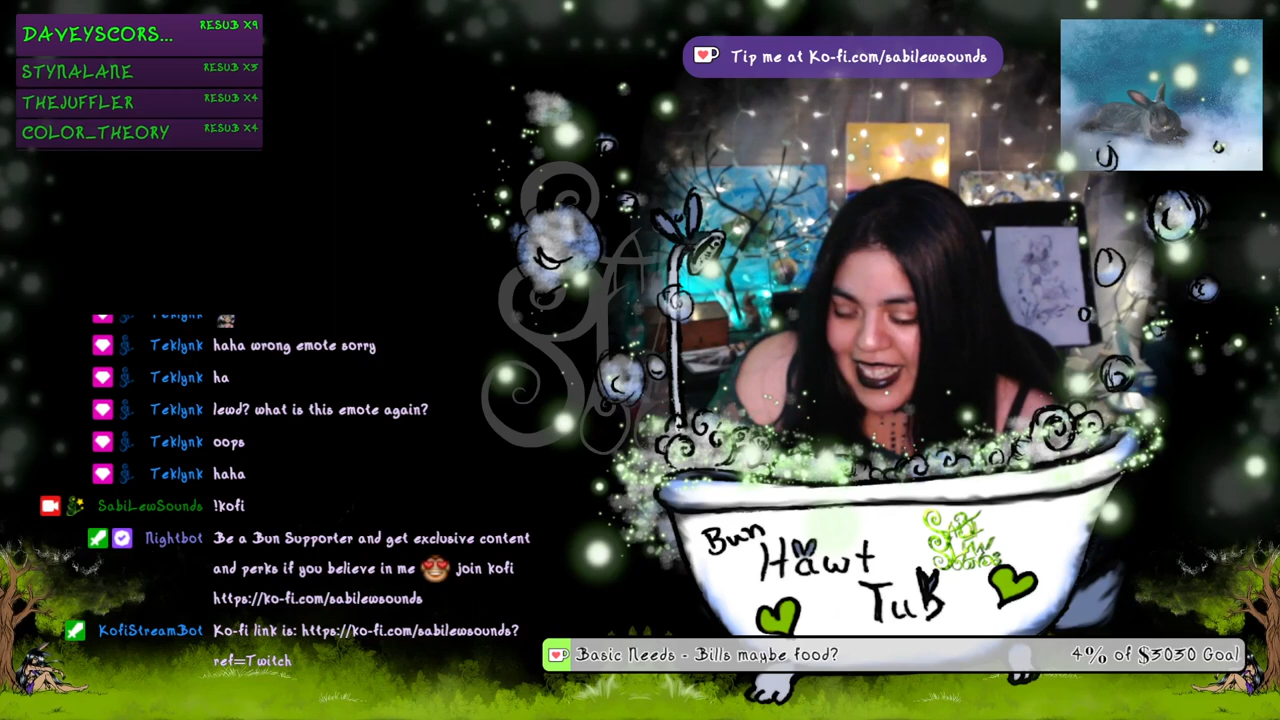 DAVEYSCORS... RESUB X9
STYNALANE RESUB X5
THEJUFFLER RESUB X4
COLOR_THEORY RESUB X4
Tip me at Ko-fi.com/sabilewsounds
Teklynk
Teklynk haha wrong emote sorry
Teklynk ha
Teklynk lewd? what is this emote again?
Teklynk oops
Teklynk haha
SabiLewSounds !kofi
Nightbot Be a Bun Supporter and get exclusive content
and perks if you believe in me join kofi
https://ko-fi.com/sabilewsounds
KofiStreamBot Ko-fi link is: https://ko-fi.com/sabilewsounds?
ref=Twitch
Bun
Hawt
Tub
Sabi
Lew
Sounds
Basic Needs - Bills maybe food? 4% of $3030 Goal